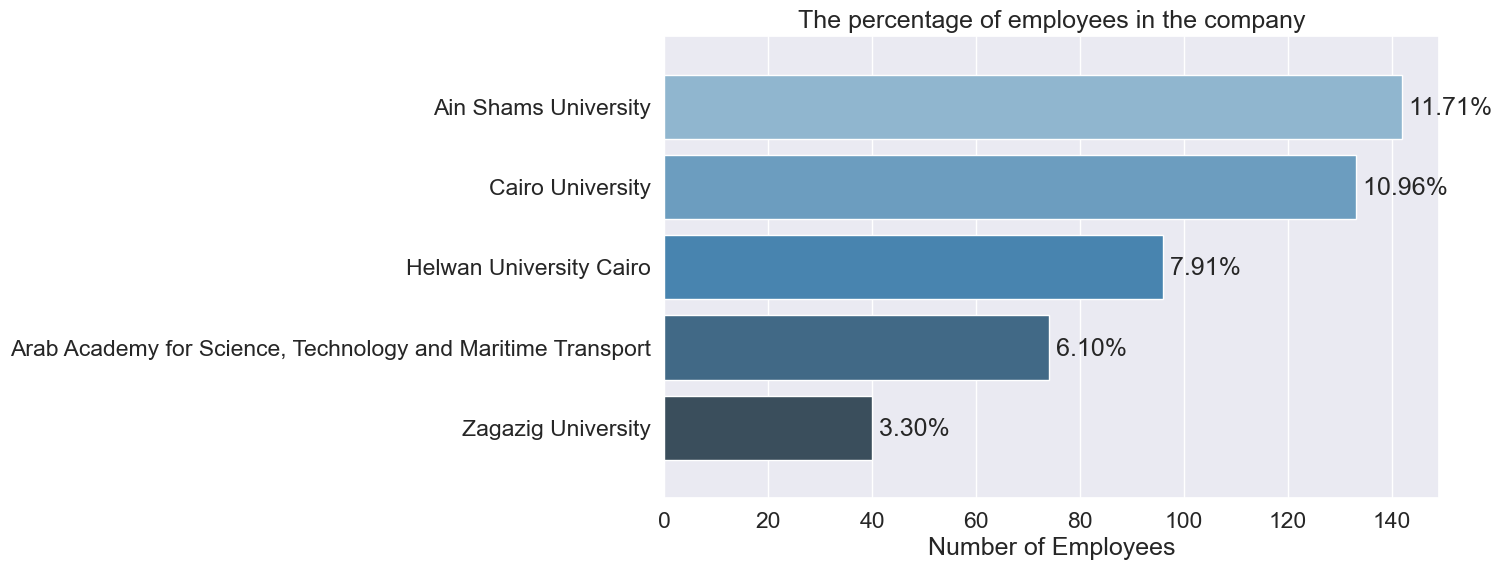 The percentage of employees in the company
Ain Shams University
11.71%
Cairo University
10.96%
Helwan University Cairo
7.91%
Arab Academy for Science, Technology and Maritime Transport
6.10%
Zagazig University
3.30%
0 20 40 60 80 100 120 140
Number of Employees